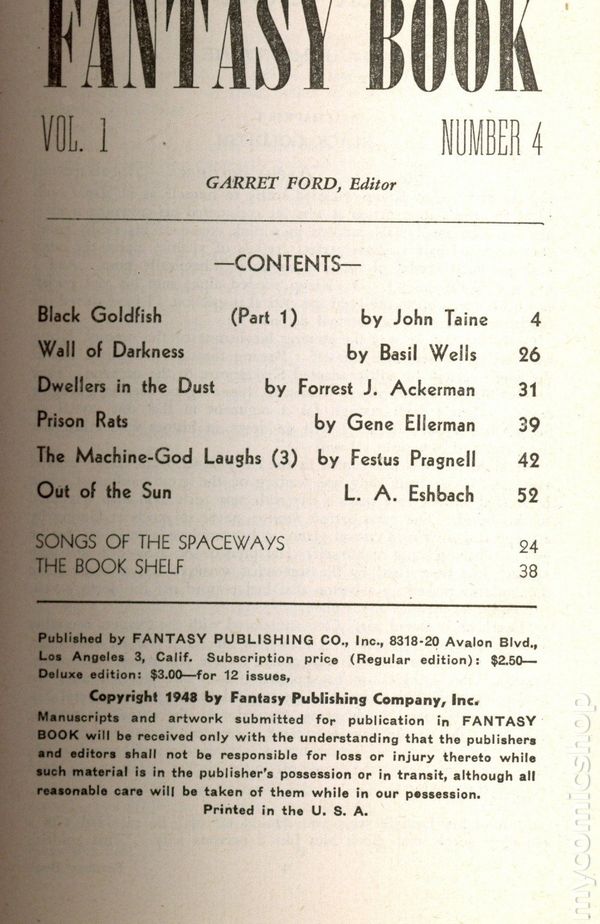 FANTASY BOOK
VOL. 1 NUMBER 4
GARRET FORD, Editor
—CONTENTS—
Black Goldfish (Part 1) by John Taine 4
Wall of Darkness by Basil Wells 26
Dwellers in the Dust by Forrest J. Ackerman 31
Prison Rats by Gene Ellerman 39
The Machine-God Laughs (3) by Festus Pragnell 42
Out of the Sun L. A. Eshbach 52
SONGS OF THE SPACEWAYS 24
THE BOOK SHELF 38
Published by FANTASY PUBLISHING CO., Inc., 8318-20 Avalon Blvd.,
Los Angeles 3, Calif. Subscription price (Regular edition): $2.50—
Deluxe edition: $3.00—for 12 issues,
Copyright 1948 by Fantasy Publishing Company, Inc.
Manuscripts and artwork submitted for publication in FANTASY
BOOK will be received only with the understanding that the publishers
and editors shall not be responsible for loss or injury thereto while
such material is in the publisher's possession or in transit, although all
reasonable care will be taken of them while in our possession.
Printed in the U. S. A.
mycomicshop